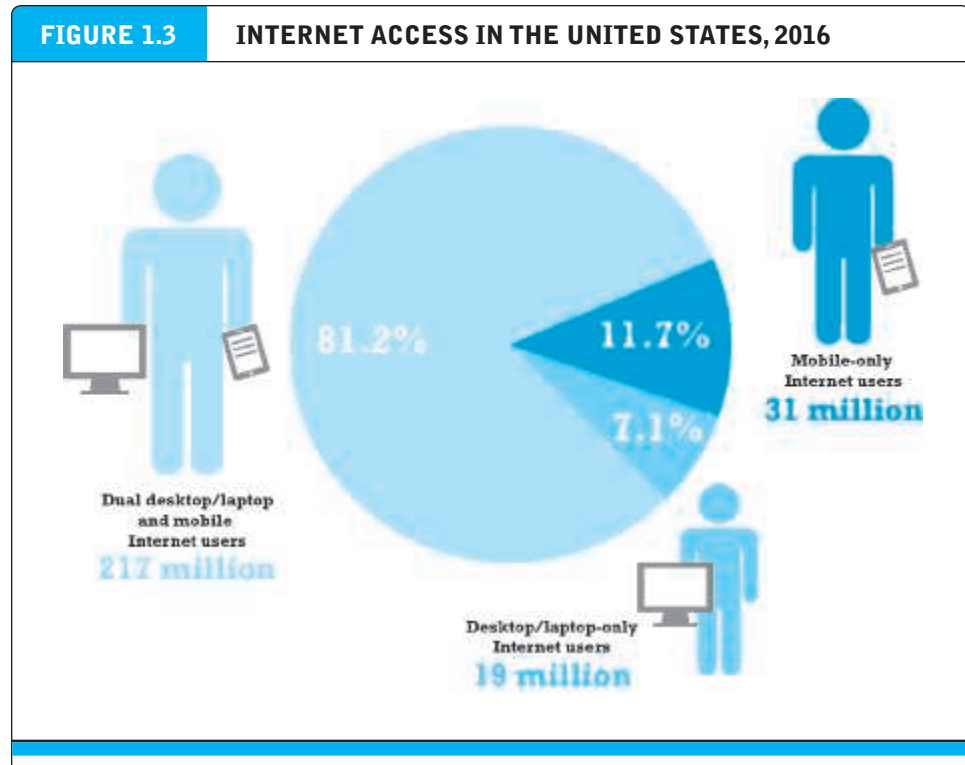 FIGURE 1.3 INTERNET ACCESS IN THE UNITED STATES, 2016
81.2%
11.7%
7.1%
Mobile-only
Internet users
31 million
Dual desktop/laptop
and mobile
Internet users
217 million
Desktop/laptop-only
Internet users
19 million